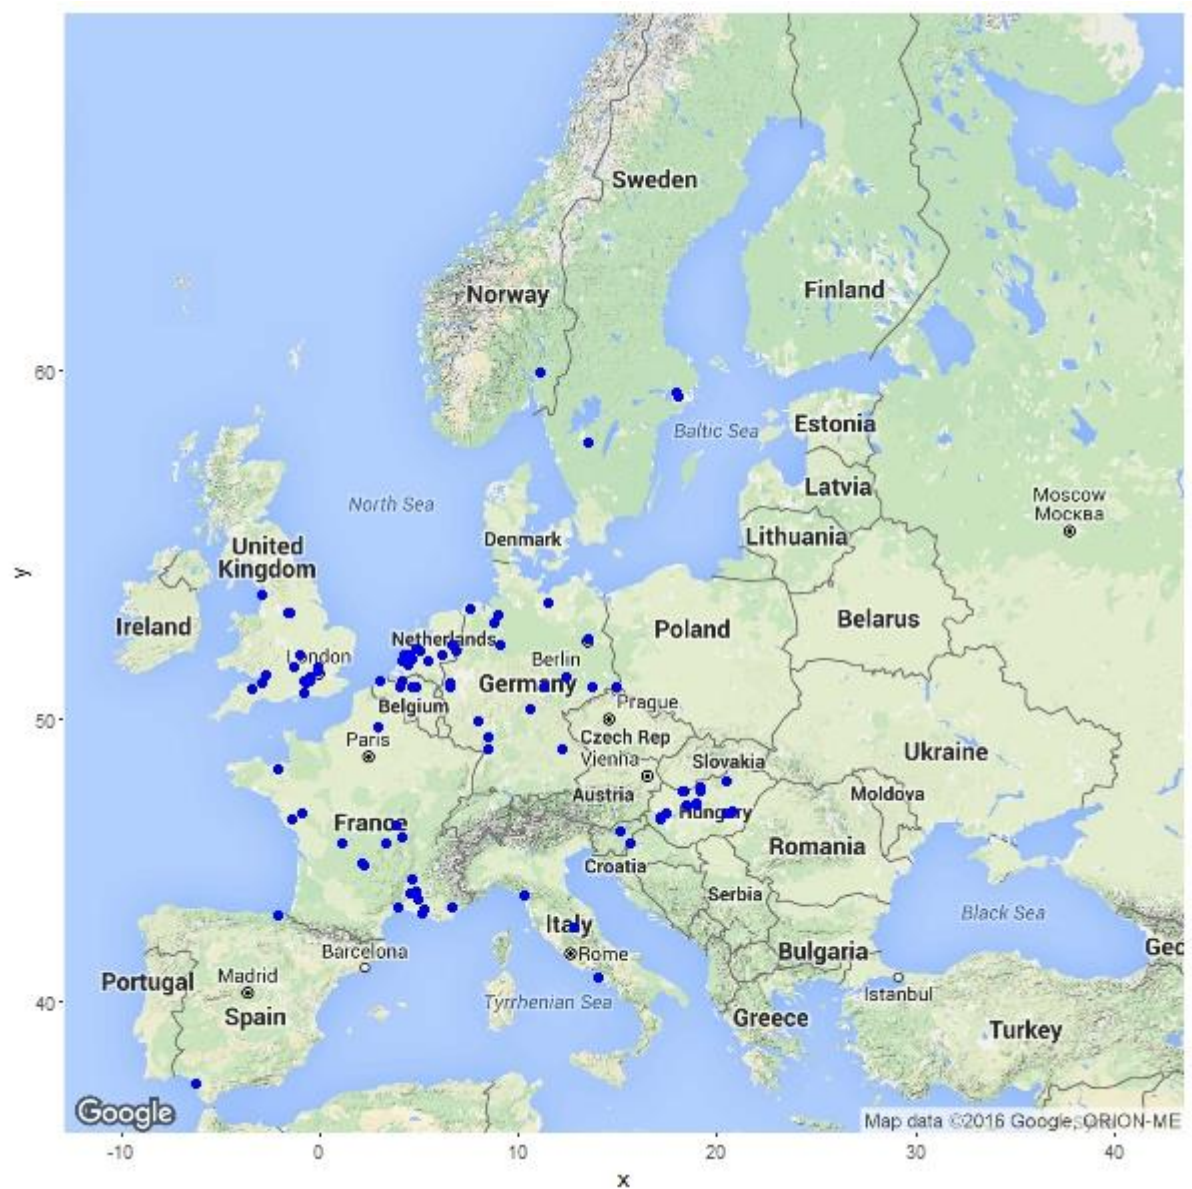 Sweden
Norway
Finland
60
Estonia
Baltic Sea
Latvia
North Sea
Moscow
Москва
Denmark
Lithuania
United
Kingdom
y
Belarus
Ireland
Netherlands
Poland
London
Berlin
Germany
Belgium
Prague
50
Paris
Czech Rep
Ukraine
Vienna
Slovakia
Austria
Moldova
France
Hungary
Romania
Croatia
Serbia
Black Sea
Italy
Barcelona
Rome
Bulgaria
Portugal
Madrid
Istanbul
40
Tyrrhenian Sea
Spain
Greece
Turkey
Google
Map data ©2016 Google, ORION-ME
-10 0 10 20 30 40
x